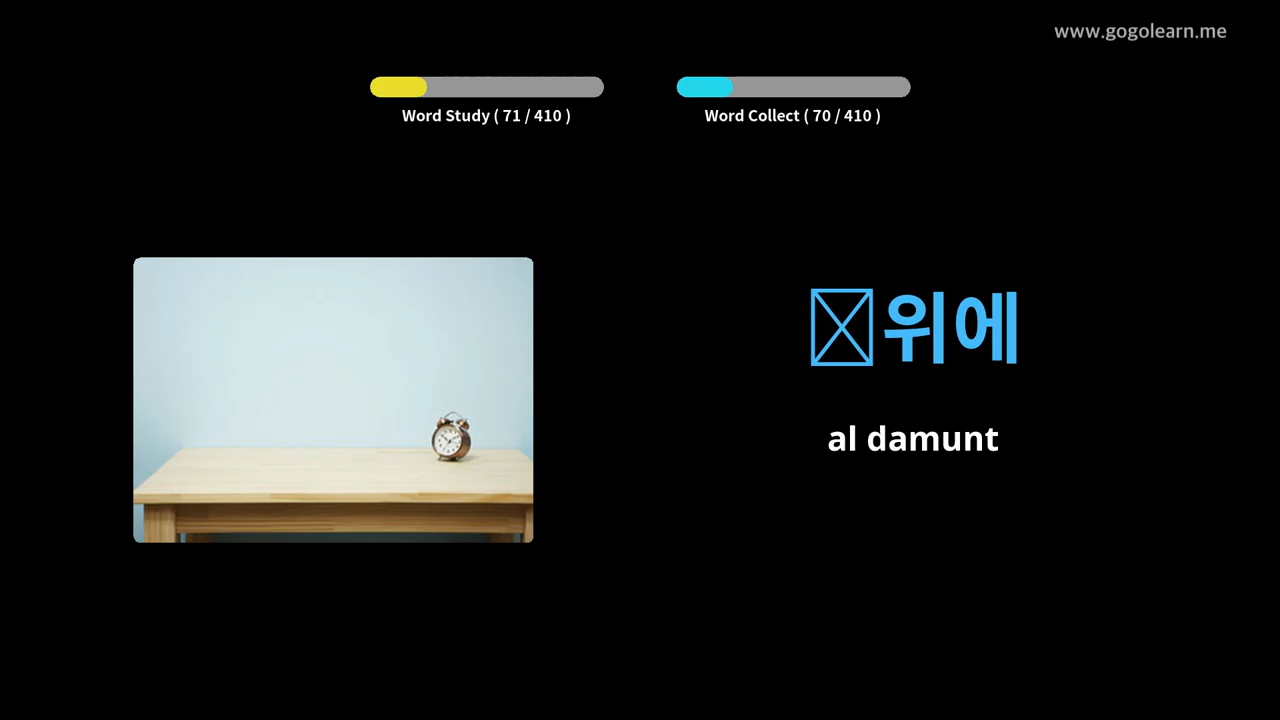 www.gogolearn.me
Word Study ( 71 / 410 )
Word Collect ( 70 / 410 )
위에
al damunt